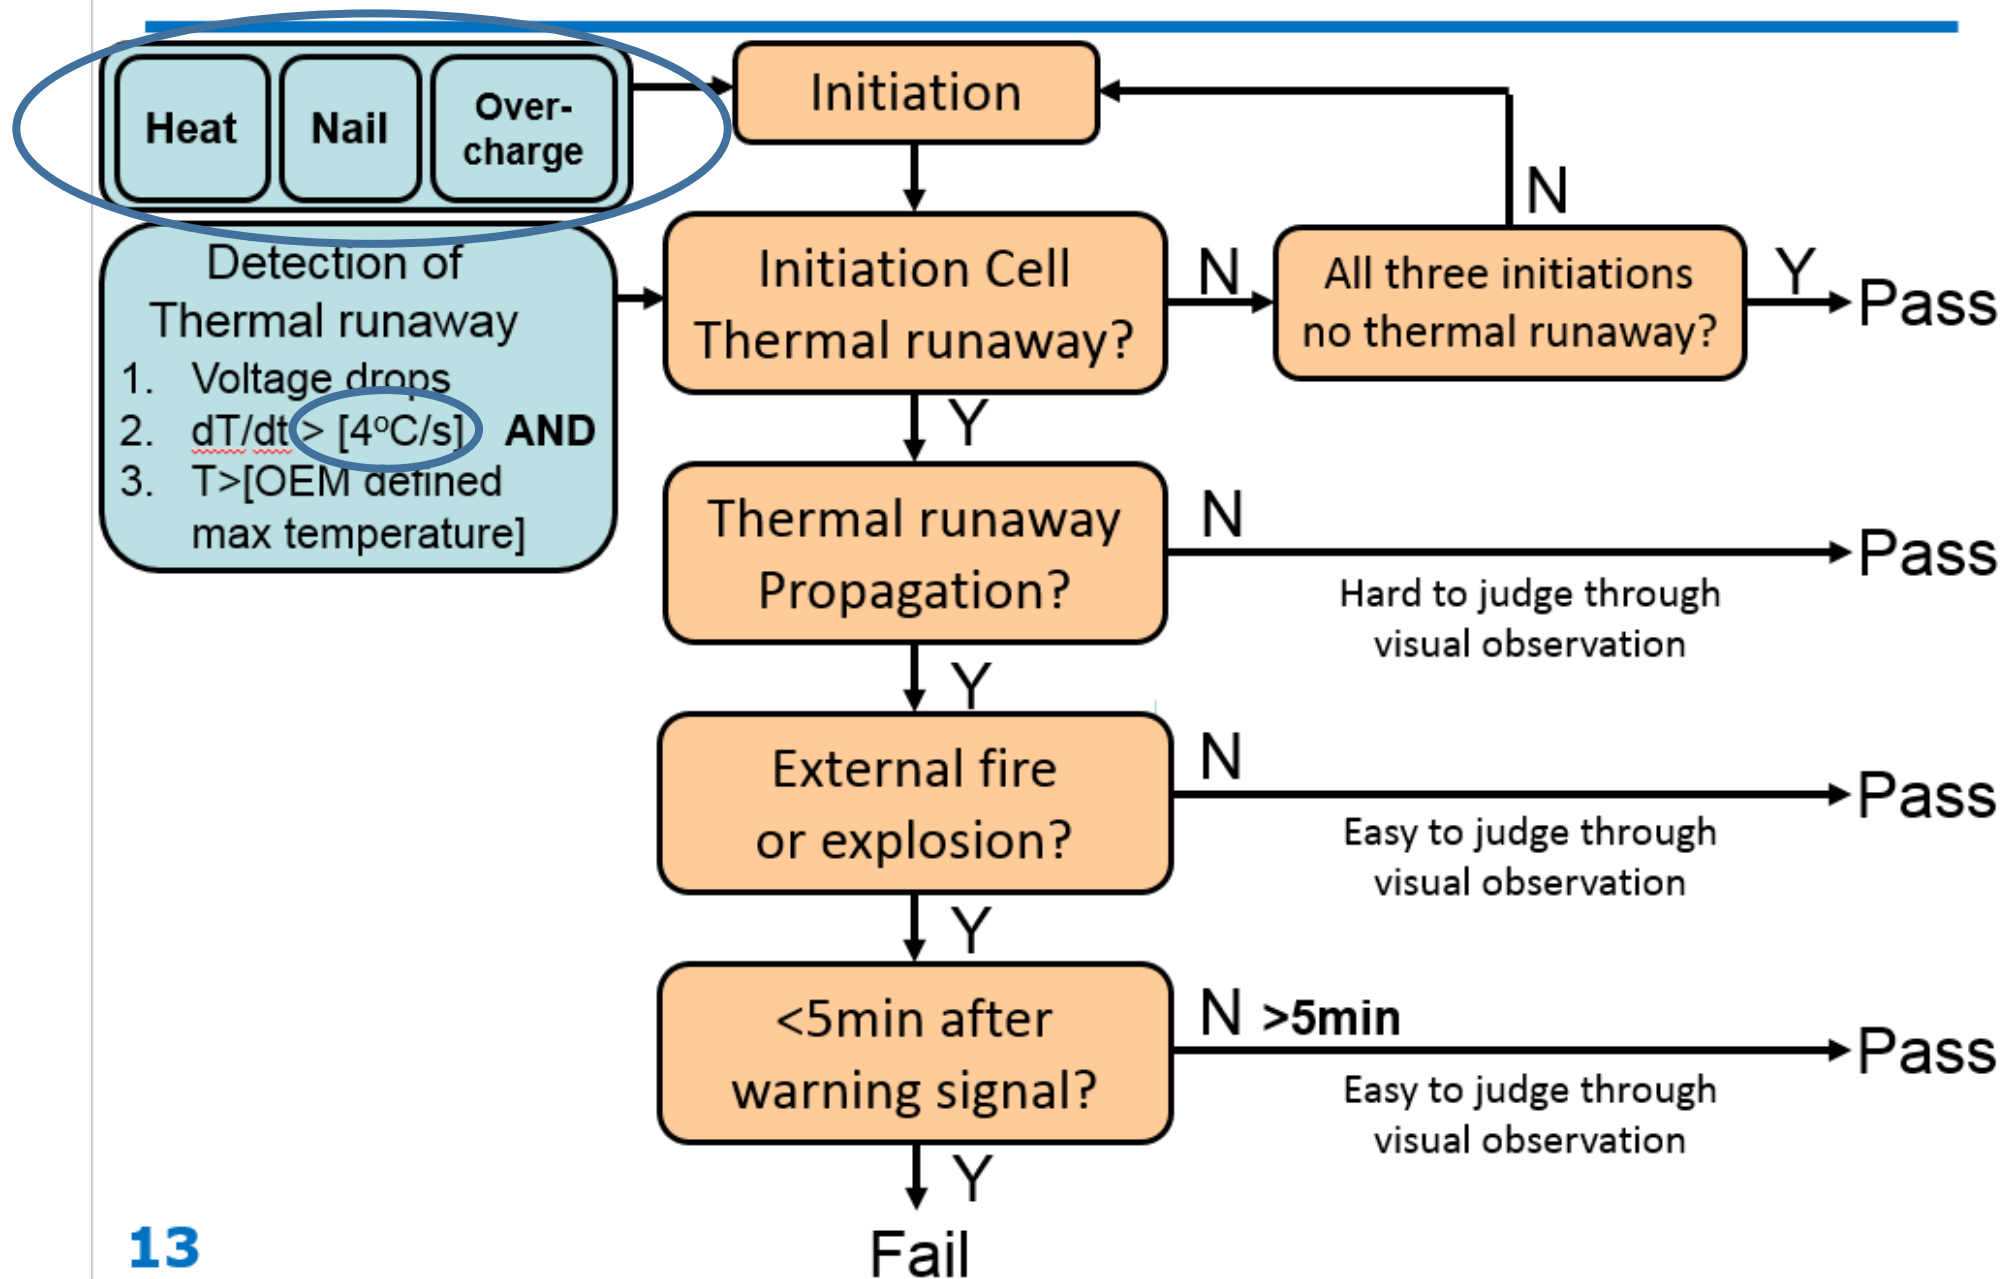 Heat
Nail
Over-
charge
Initiation
N
Detection of
Thermal runaway
1. Voltage drops
2. dT/dt > [4°C/s] AND
3. T>[OEM defined
max temperature]
Initiation Cell
Thermal runaway?
N
All three initiations
no thermal runaway?
Y
Pass
Y
Thermal runaway
Propagation?
N
Pass
Hard to judge through
visual observation
Y
External fire
or explosion?
N
Pass
Easy to judge through
visual observation
Y
<5min after
warning signal?
N >5min
Pass
Easy to judge through
visual observation
Y
Fail
13